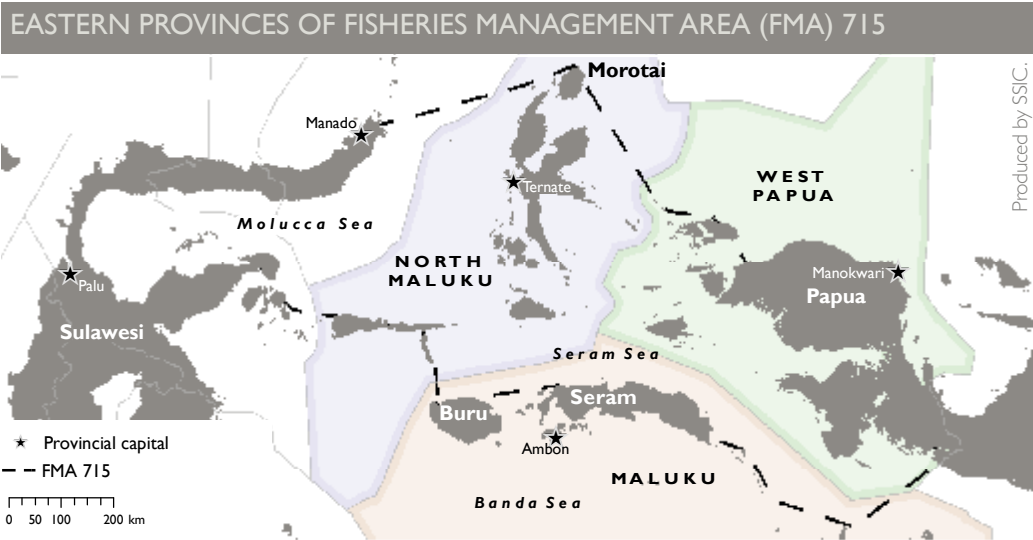 EASTERN PROVINCES OF FISHERIES MANAGEMENT AREA (FMA) 715
Produced by SSIC.
Morotai
Manado
WEST
PAPUA
Ternate
Molucca Sea
NORTH
MALUKU
Manokwari
Palu
Papua
Sulawesi
Seram Sea
Seram
Buru
Ambon
MALUKU
Banda Sea
Provincial capital
FMA 715
0 50 100 200 km